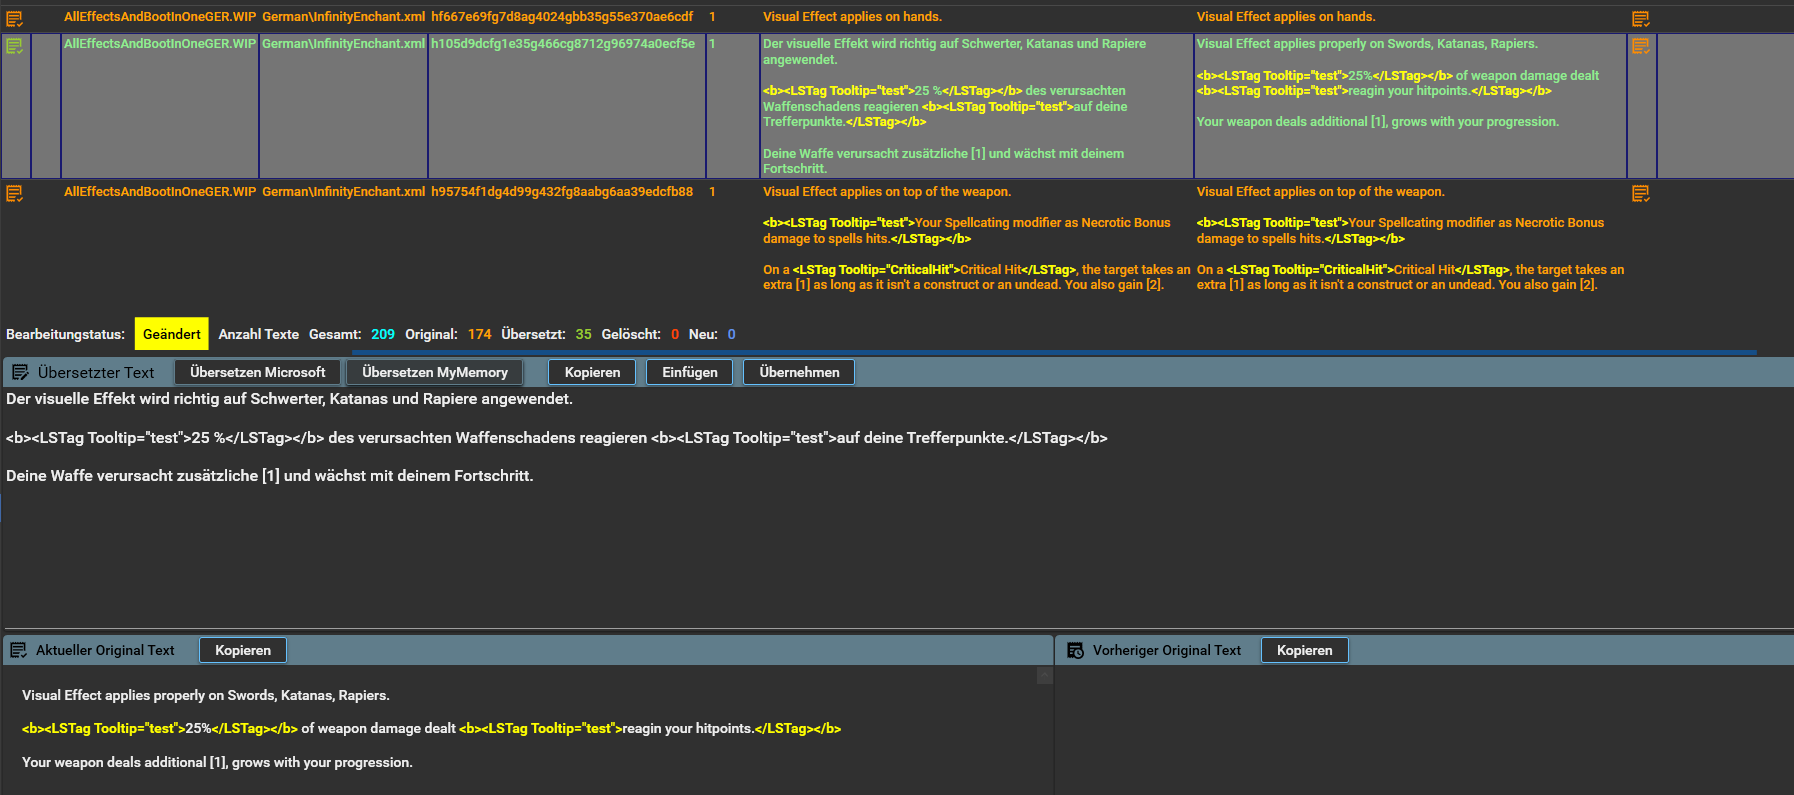 AllEffectsAndBootInOneGER.WIP German\InfinityEnchant.xml hf667e69fg7d8ag4024gbb35g55e370ae6cdf 1 Visual Effect applies on hands. Visual Effect applies on hands.
AllEffectsAndBootInOneGER.WIP German\InfinityEnchant.xml h105d9dcfg1e35g466cg8712g96974a0ecf5e 1
Der visuelle Effekt wird richtig auf Schwerter, Katanas und Rapiere
angewendet.
<b><LSTag Tooltip="test">25 %</LSTag></b> des verursachten
Waffenschadens reagieren <b><LSTag Tooltip="test">auf deine
Trefferpunkte.</LSTag></b>
Deine Waffe verursacht zusätzliche [1] und wächst mit deinem
Fortschritt.
Visual Effect applies properly on Swords, Katanas, Rapiers.
<b><LSTag Tooltip="test">25%</LSTag></b> of weapon damage dealt
<b><LSTag Tooltip="test">reagin your hitpoints.</LSTag></b>
Your weapon deals additional [1], grows with your progression.
AllEffectsAndBootInOneGER.WIP German\InfinityEnchant.xml h95754f1dg4d99g432fg8aabg6aa39edcfb88 1
Visual Effect applies on top of the weapon.
<b><LSTag Tooltip="test">Your Spellcating modifier as Necrotic Bonus
damage to spells hits.</LSTag></b>
On a <LSTag Tooltip="CriticalHit">Critical Hit</LSTag>, the target takes an
extra [1] as long as it isn't a construct or an undead. You also gain [2].
Visual Effect applies on top of the weapon.
<b><LSTag Tooltip="test">Your Spellcating modifier as Necrotic Bonus
damage to spells hits.</LSTag></b>
On a <LSTag Tooltip="CriticalHit">Critical Hit</LSTag>, the target takes an
extra [1] as long as it isn't a construct or an undead. You also gain [2].
Bearbeitungstatus: Geändert Anzahl Texte Gesamt: 209 Original: 174 Übersetzt: 35 Gelöscht: 0 Neu: 0
Übersetzter Text Übersetzen Microsoft Übersetzen MyMemory Kopieren Einfügen Übernehmen
Der visuelle Effekt wird richtig auf Schwerter, Katanas und Rapiere angewendet.
<b><LSTag Tooltip="test">25 %</LSTag></b> des verursachten Waffenschadens reagieren <b><LSTag Tooltip="test">auf deine Trefferpunkte.</LSTag></b>
Deine Waffe verursacht zusätzliche [1] und wächst mit deinem Fortschritt.
Aktueller Original Text Kopieren
Visual Effect applies properly on Swords, Katanas, Rapiers.
<b><LSTag Tooltip="test">25%</LSTag></b> of weapon damage dealt <b><LSTag Tooltip="test">reagin your hitpoints.</LSTag></b>
Your weapon deals additional [1], grows with your progression.
Vorheriger Original Text Kopieren